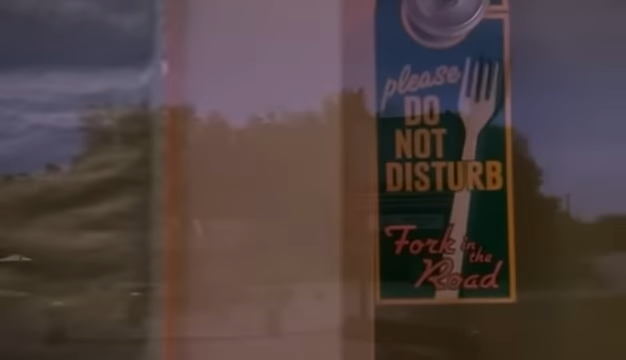 please
DO
NOT
DISTURB
Fork in the
Road